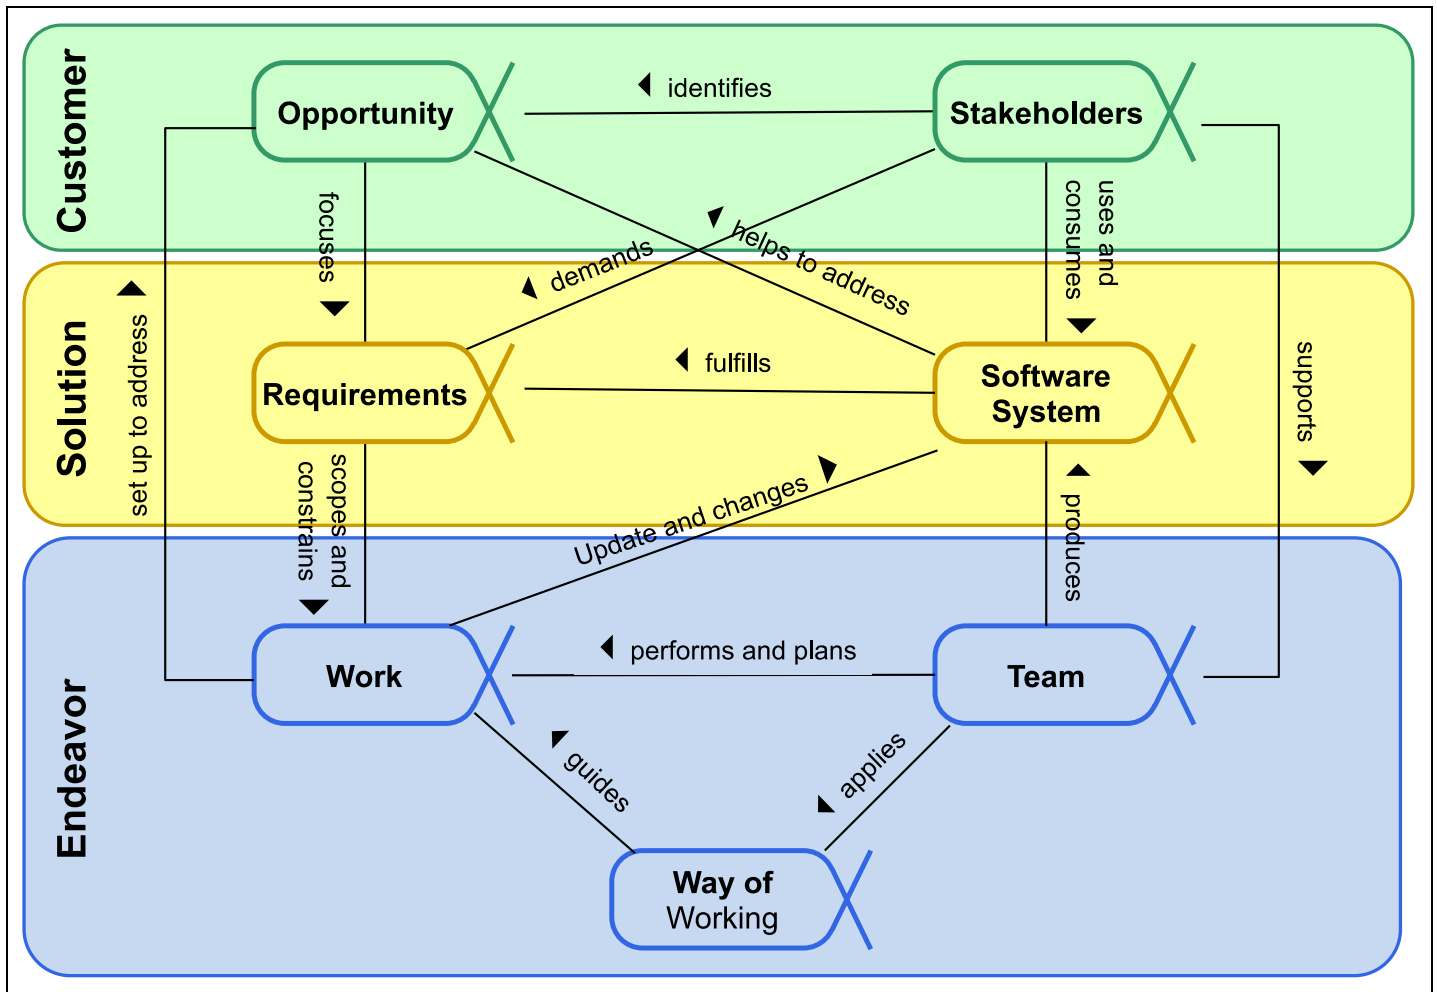 Customer
Opportunity
identifies
Stakeholders
focuses
demands
helps to address
uses and
consumes
Solution
set up to address
Requirements
fulfills
Software
System
supports
scopes and
constrains
Update and changes
produces
Endeavor
Work
performs and plans
Team
guides
applies
Way of
Working